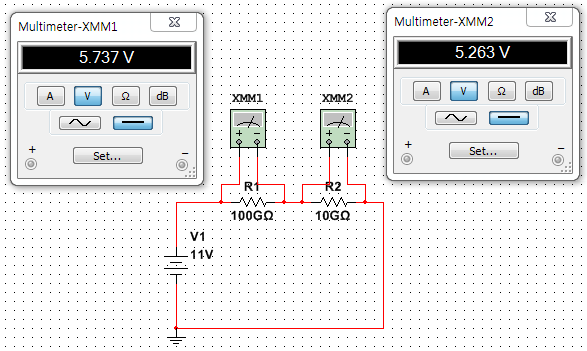 Multimeter-XMM1
5.737 V
A V Ω dB
+ −
Set...
Multimeter-XMM2
5.263 V
A V Ω dB
+ −
Set...
XMM1 XMM2
+ − + −
R1 R2
100GΩ 10GΩ
V1
11V